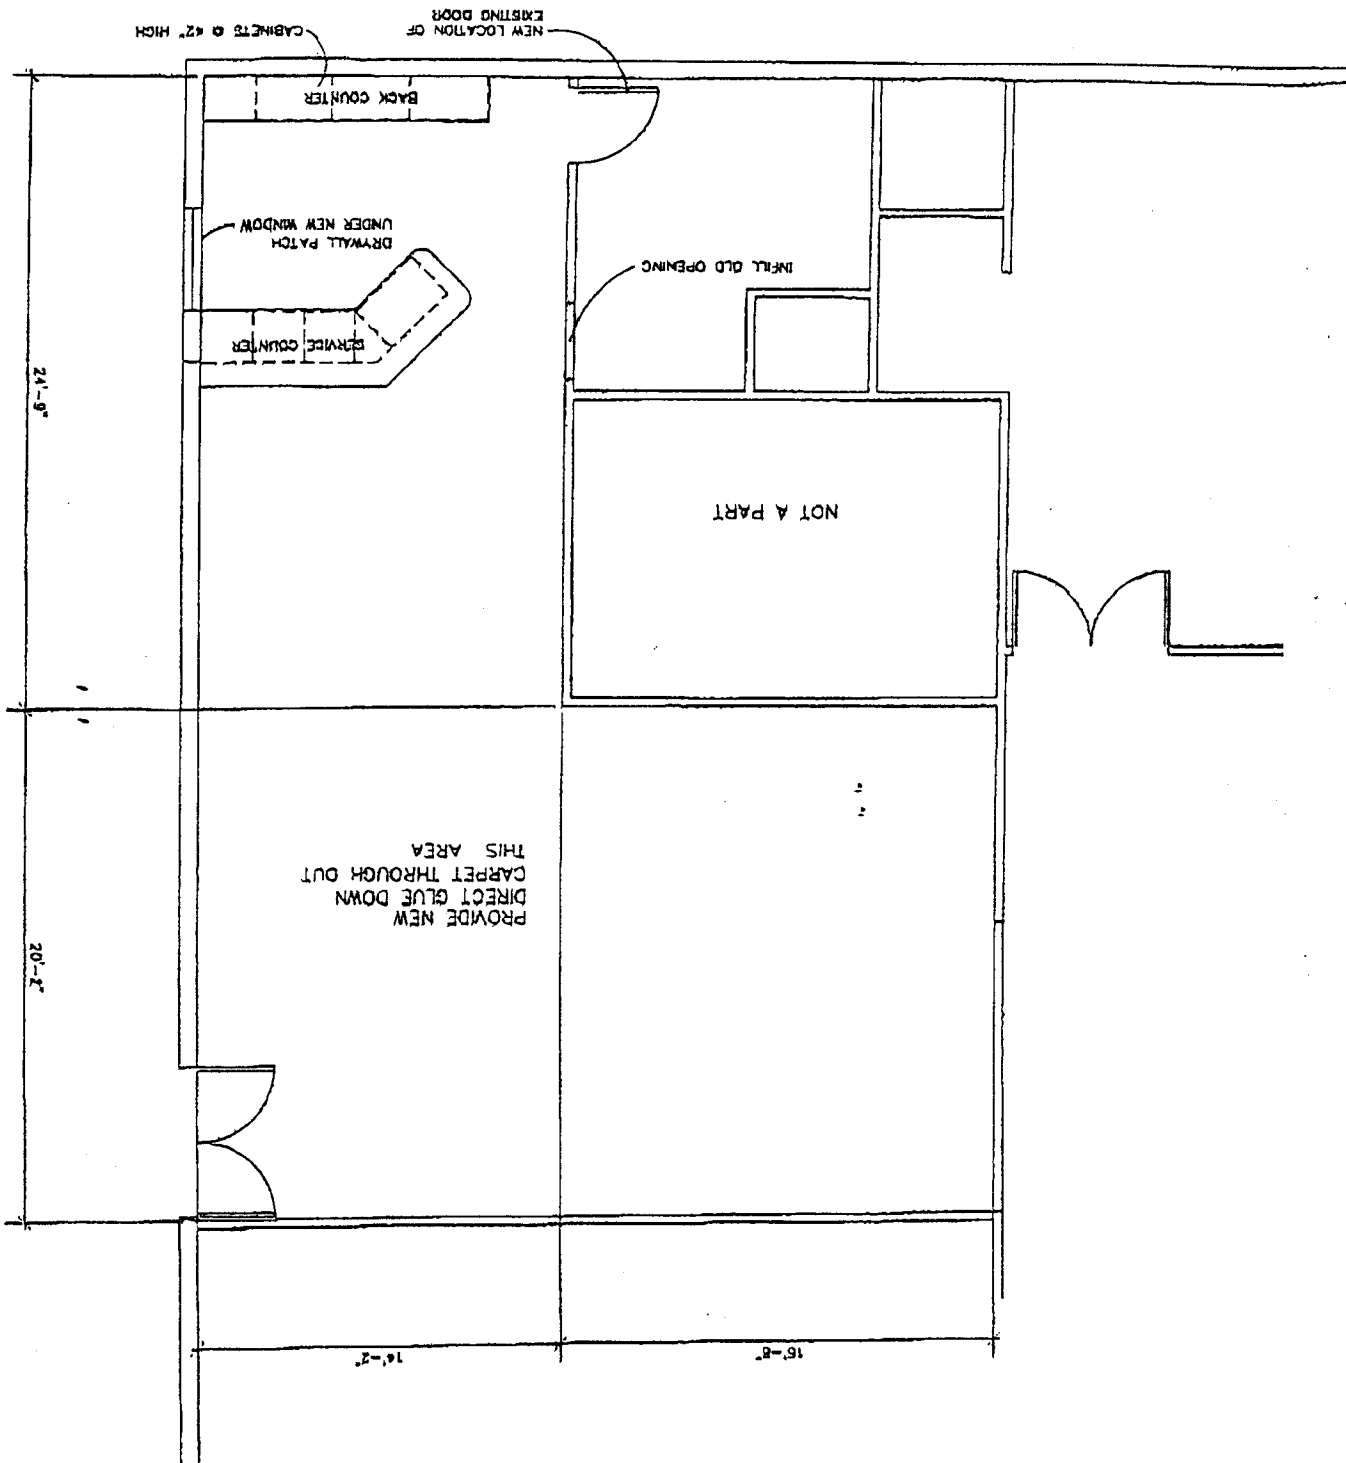 16'-8"
14'-2"
20'-2"
PROVIDE NEW
DIRECT GLUE DOWN
CARPET THROUGH OUT
THIS AREA
NOT A PART
24'-9"
SERVICE COUNTER
INFILL OLD OPENING
DRYWALL PATCH
UNDER NEW WINDOW
BACK COUNTER
NEW LOCATION OF
EXISTING DOOR
CABINETS @ 42" HIGH